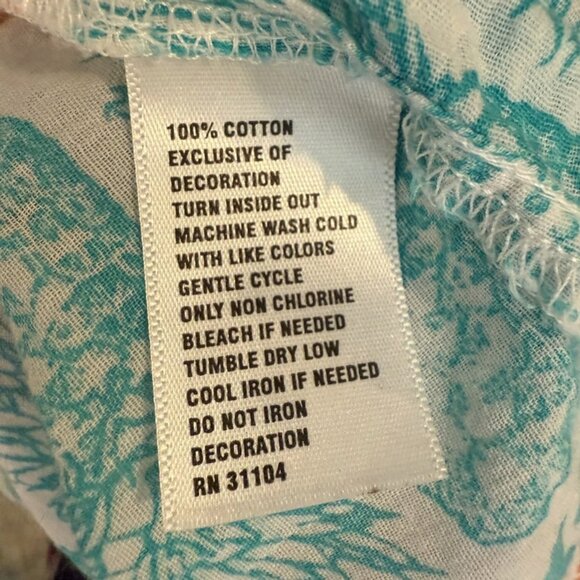 100% COTTON
EXCLUSIVE OF
DECORATION
TURN INSIDE OUT
MACHINE WASH COLD
WITH LIKE COLORS
GENTLE CYCLE
ONLY NON CHLORINE
BLEACH IF NEEDED
TUMBLE DRY LOW
COOL IRON IF NEEDED
DO NOT IRON
DECORATION
RN 31104